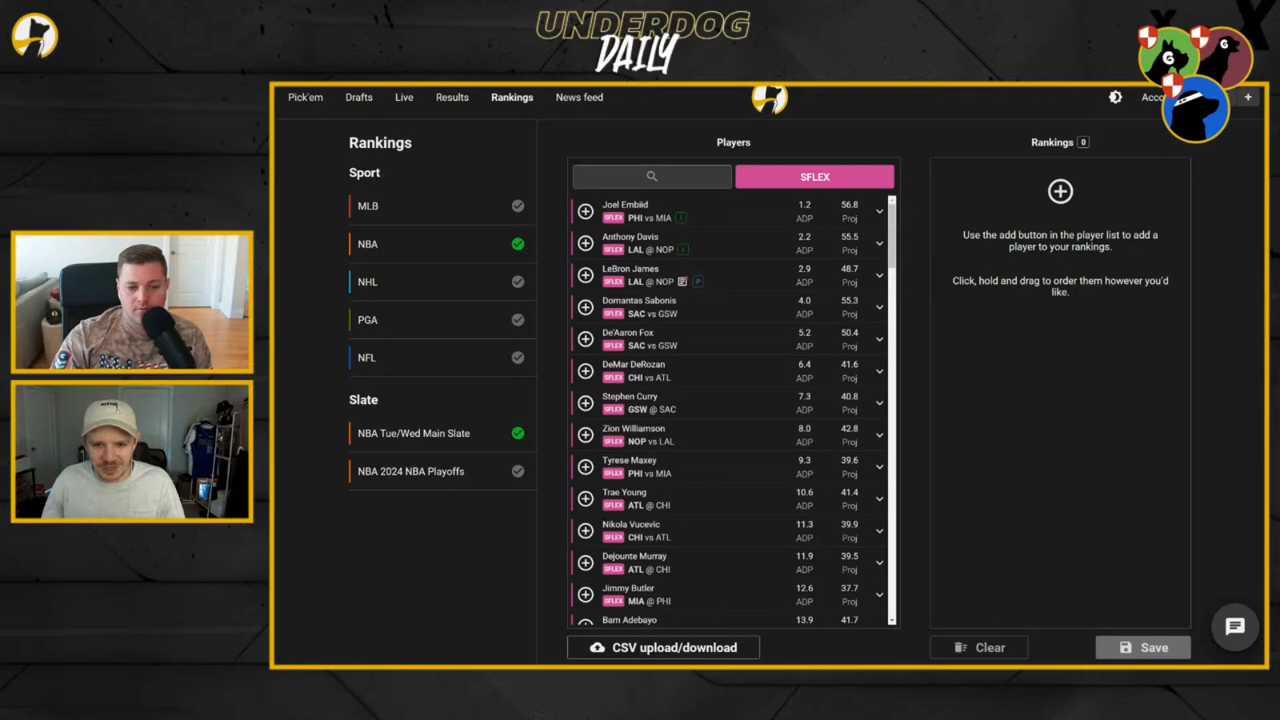 UNDERDOG
DAILY
Pick'em
Drafts
Live
Results
Rankings
News feed
Rankings
Sport
MLB
NBA
NHL
PGA
NFL
Slate
NBA Tue/Wed Main Slate
NBA 2024 NBA Playoffs
Players
SFLEX
Joel Embiid 1.2 56.8
SFLEX PHI vs MIA ADP Proj
Anthony Davis 2.2 55.5
SFLEX LAL @ NOP ADP Proj
LeBron James 2.9 48.7
SFLEX LAL @ NOP P ADP Proj
Domantas Sabonis 4.0 55.3
SFLEX SAC vs GSW ADP Proj
De'Aaron Fox 5.2 50.4
SFLEX SAC vs GSW ADP Proj
DeMar DeRozan 6.4 41.6
SFLEX CHI vs ATL ADP Proj
Stephen Curry 7.3 40.8
SFLEX GSW @ SAC ADP Proj
Zion Williamson 8.0 42.8
SFLEX NOP vs LAL ADP Proj
Tyrese Maxey 9.3 39.6
SFLEX PHI vs MIA ADP Proj
Trae Young 10.6 41.4
SFLEX ATL @ CHI ADP Proj
Nikola Vucevic 11.3 39.9
SFLEX CHI vs ATL ADP Proj
Dejounte Murray 11.9 39.5
SFLEX ATL @ CHI ADP Proj
Jimmy Butler 12.6 37.7
SFLEX MIA @ PHI ADP Proj
Bam Adebayo 13.9 41.7
CSV upload/download
Rankings 0
Use the add button in the player list to add a
player to your rankings.
Click, hold and drag to order them however you'd
like.
Clear
Save
G
G